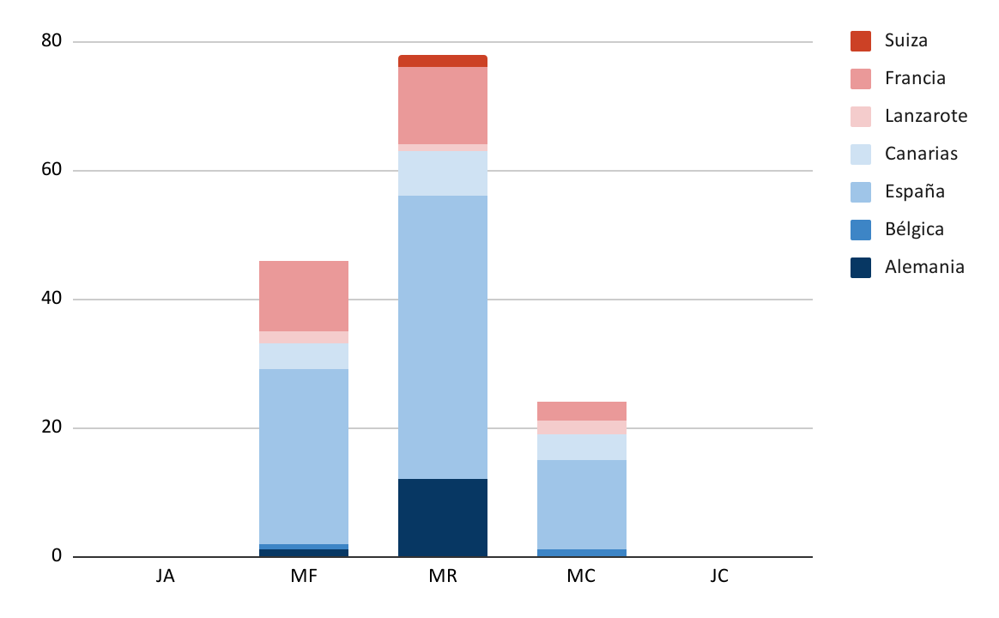 80
60
40
20
0
JA MF MR MC JC
Suiza
Francia
Lanzarote
Canarias
España
Bélgica
Alemania